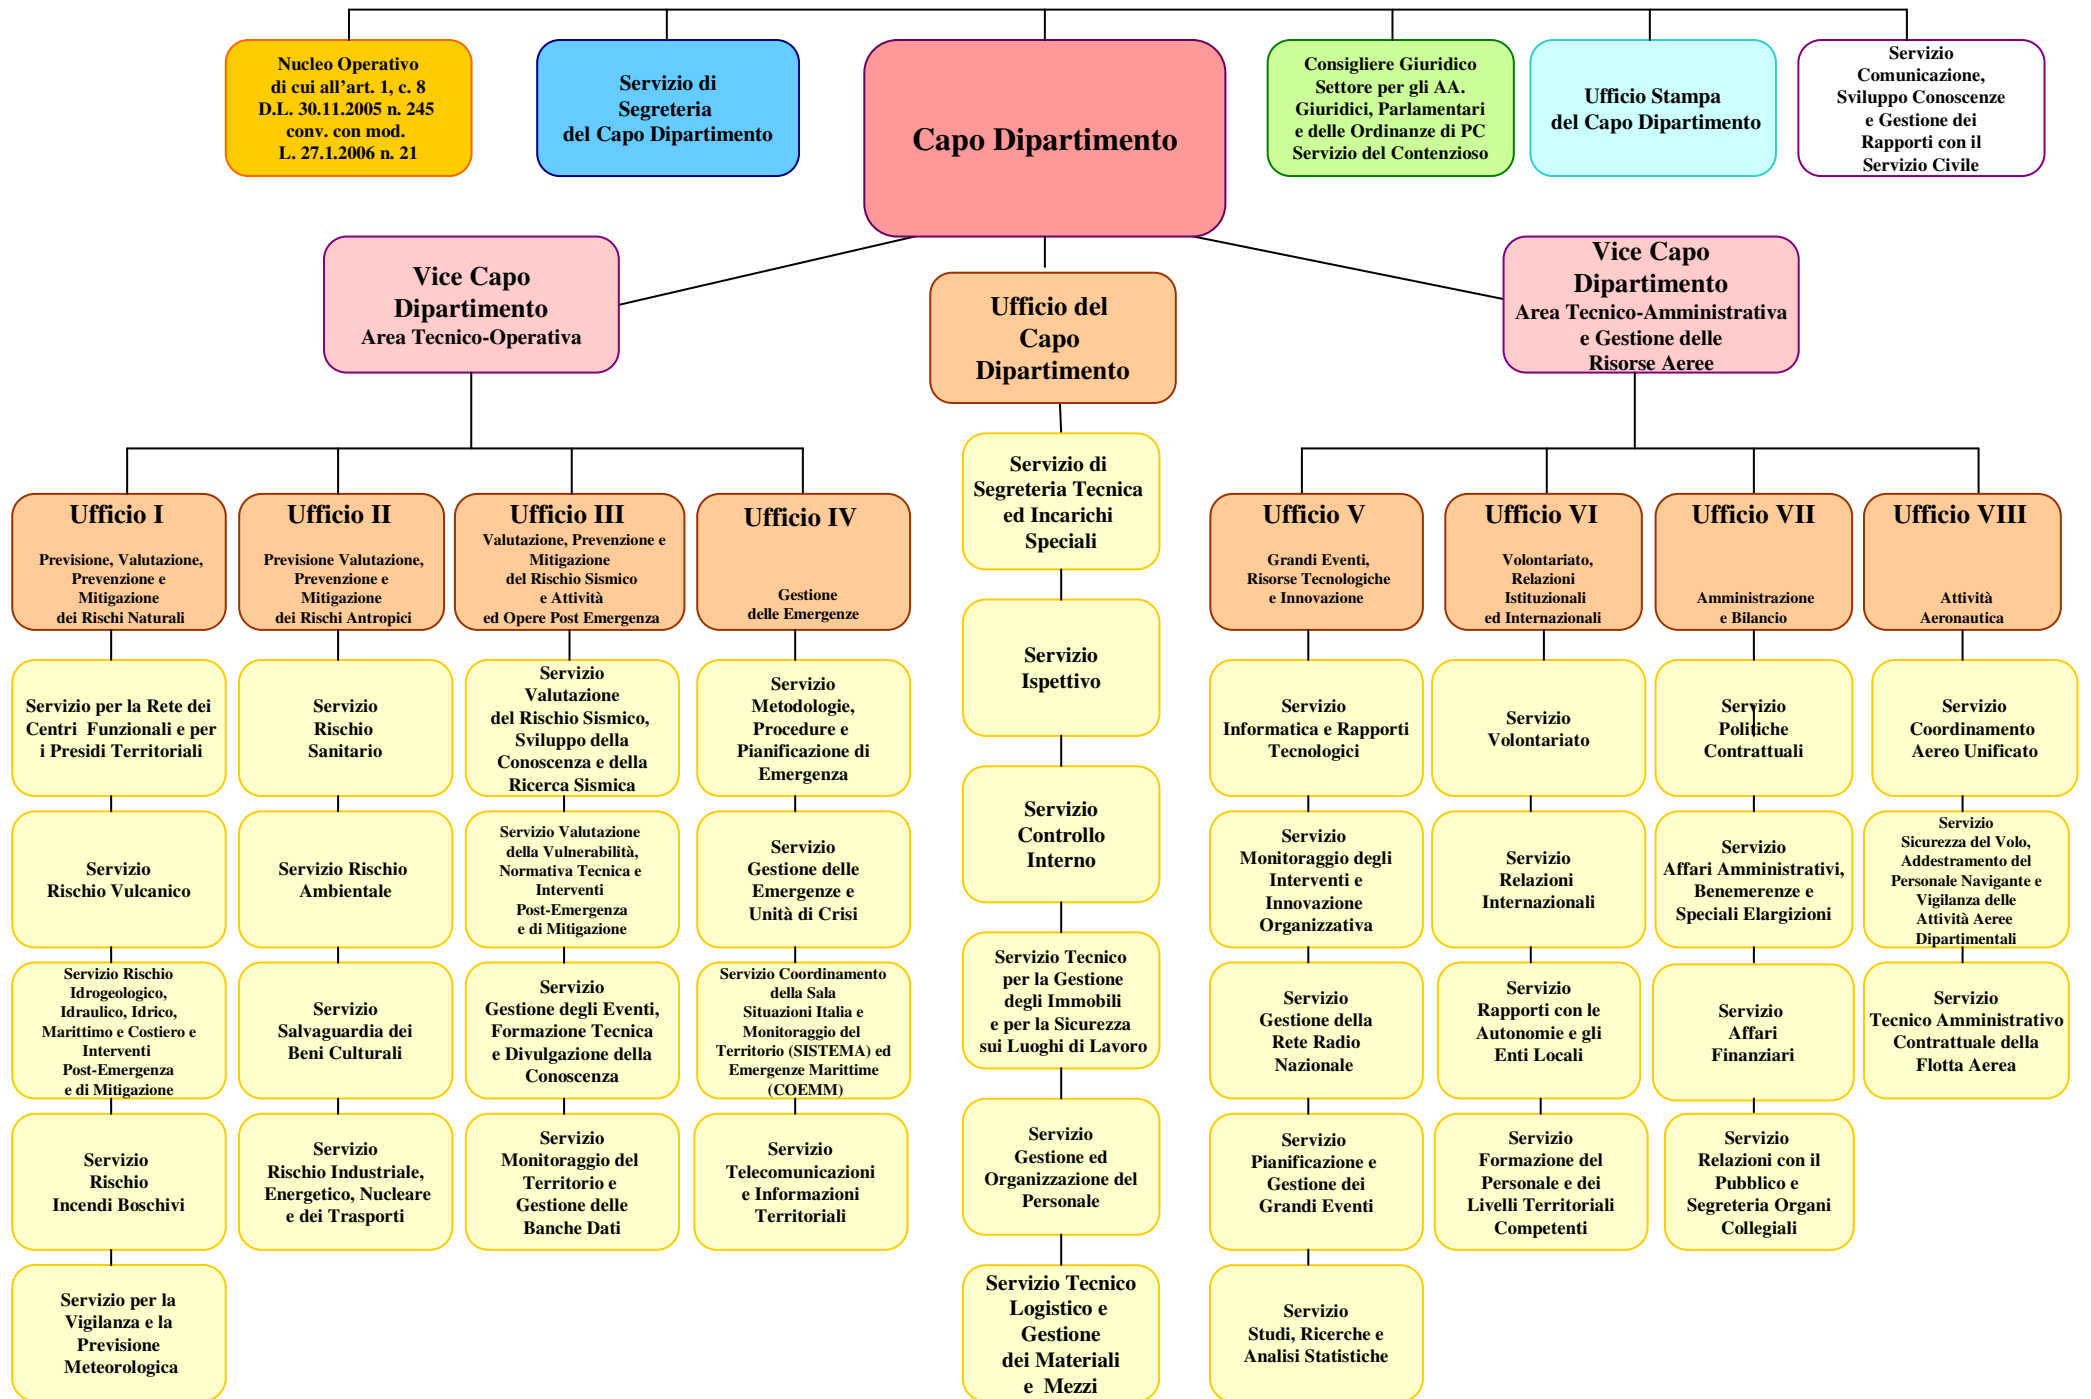 Nucleo Operativo
di cui all'art. 1, c. 8
D.L. 30.11.2005 n. 245
conv. con mod.
L. 27.1.2006 n. 21
Servizio di
Segreteria
del Capo Dipartimento
Capo Dipartimento
Consigliere Giuridico
Settore per gli AA.
Giuridici, Parlamentari
e delle Ordinanze di PC
Servizio del Contenzioso
Ufficio Stampa
del Capo Dipartimento
Servizio
Comunicazione,
Sviluppo Conoscenze
e Gestione dei
Rapporti con il
Servizio Civile
Vice Capo
Dipartimento
Area Tecnico-Operativa
Ufficio del
Capo
Dipartimento
Vice Capo
Dipartimento
Area Tecnico-Amministrativa
e Gestione delle
Risorse Aeree
Ufficio I
Previsione, Valutazione,
Prevenzione e
Mitigazione
dei Rischi Naturali
Servizio per la Rete dei
Centri Funzionali e per
i Presidi Territoriali
Servizio
Rischio Vulcanico
Servizio Rischio
Idrogeologico,
Idraulico, Idrico,
Marittimo e Costiero e
Interventi
Post-Emergenza
e di Mitigazione
Servizio
Rischio
Incendi Boschivi
Servizio per la
Vigilanza e la
Previsione
Meteorologica
Ufficio II
Previsione Valutazione,
Prevenzione e
Mitigazione
dei Rischi Antropici
Servizio
Rischio
Sanitario
Servizio Rischio
Ambientale
Servizio
Salvaguardia dei
Beni Culturali
Servizio
Rischio Industriale,
Energetico, Nucleare
e dei Trasporti
Ufficio III
Valutazione, Prevenzione e
Mitigazione
del Rischio Sismico
e Attività
ed Opere Post Emergenza
Servizio
Valutazione
del Rischio Sismico,
Sviluppo della
Conoscenza e della
Ricerca Sismica
Servizio Valutazione
della Vulnerabilità,
Normativa Tecnica e
Interventi
Post-Emergenza
e di Mitigazione
Servizio
Gestione degli Eventi,
Formazione Tecnica
e Divulgazione della
Conoscenza
Servizio
Monitoraggio del
Territorio e
Gestione delle
Banche Dati
Ufficio IV
Gestione
delle Emergenze
Servizio
Metodologie,
Procedure e
Pianificazione di
Emergenza
Servizio
Gestione delle
Emergenze e
Unità di Crisi
Servizio Coordinamento
della Sala
Situazioni Italia e
Monitoraggio del
Territorio (SISTEMA) ed
Emergenze Marittime
(COEMM)
Servizio
Telecomunicazioni
e Informazioni
Territoriali
Servizio di
Segreteria Tecnica
ed Incarichi
Speciali
Servizio
Ispettivo
Servizio
Controllo
Interno
Servizio Tecnico
per la Gestione
degli Immobili
e per la Sicurezza
sui Luoghi di Lavoro
Servizio
Gestione ed
Organizzazione del
Personale
Servizio Tecnico
Logistico e
Gestione
dei Materiali
e Mezzi
Ufficio V
Grandi Eventi,
Risorse Tecnologiche
e Innovazione
Servizio
Informatica e Rapporti
Tecnologici
Servizio
Monitoraggio degli
Interventi e
Innovazione
Organizzativa
Servizio
Gestione della
Rete Radio
Nazionale
Servizio
Pianificazione e
Gestione dei
Grandi Eventi
Servizio
Studi, Ricerche e
Analisi Statistiche
Ufficio VI
Volontariato,
Relazioni
Istituzionali
ed Internazionali
Servizio
Volontariato
Servizio
Relazioni
Internazionali
Servizio
Rapporti con le
Autonomie e gli
Enti Locali
Servizio
Formazione del
Personale e dei
Livelli Territoriali
Competenti
Ufficio VII
Amministrazione
e Bilancio
Servizio
Politiche
Contrattuali
Servizio
Affari Amministrativi,
Benemerenze e
Speciali Elargizioni
Servizio
Affari
Finanziari
Servizio
Relazioni con il
Pubblico e
Segreteria Organi
Collegiali
Ufficio VIII
Attività
Aeronautica
Servizio
Coordinamento
Aereo Unificato
Servizio
Sicurezza del Volo,
Addestramento del
Personale Navigante e
Vigilanza delle
Attività Aeree
Dipartimentali
Servizio
Tecnico Amministrativo
Contrattuale della
Flotta Aerea